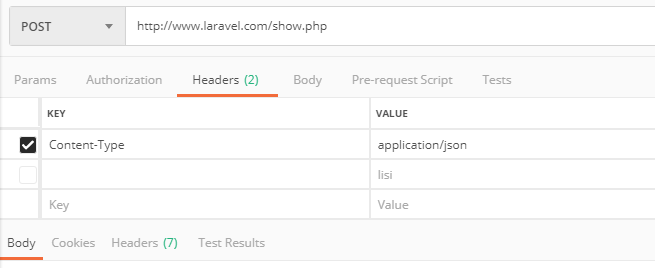 POST http://www.laravel.com/show.php
Params Authorization Headers (2) Body Pre-request Script Tests
KEY VALUE
Content-Type application/json
lisi
Key Value
Body Cookies Headers (7) Test Results